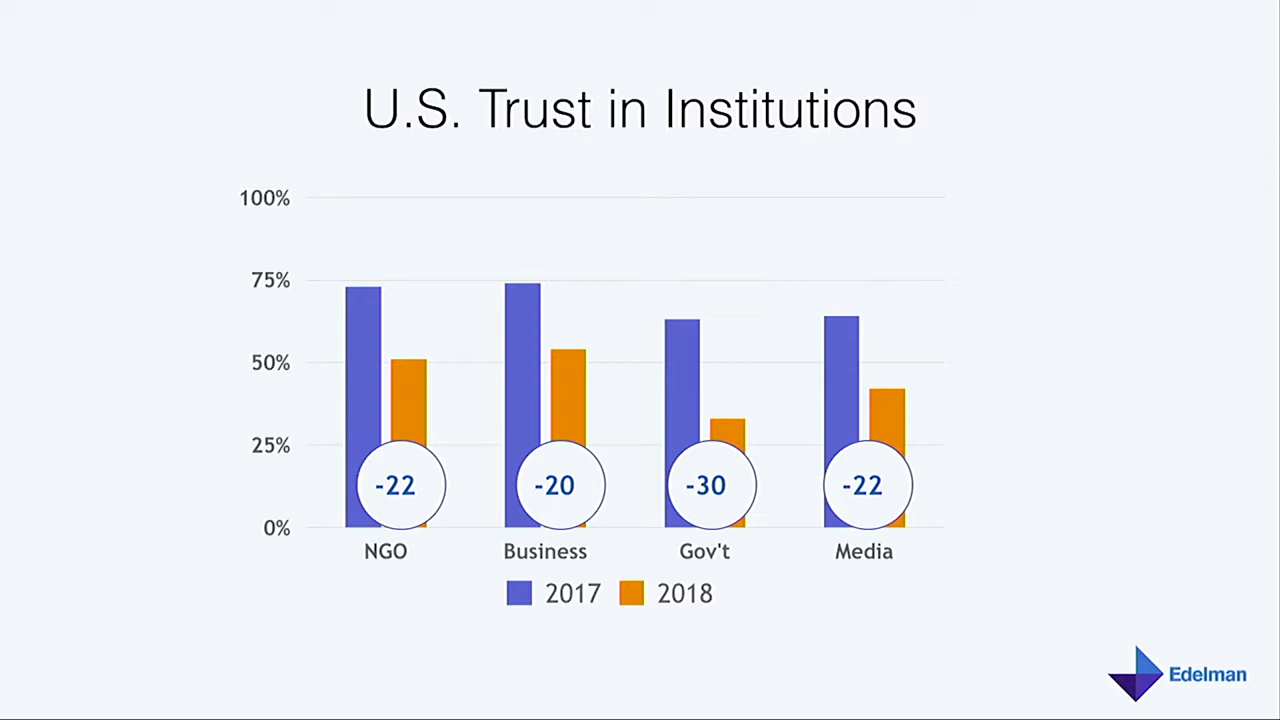 U.S. Trust in Institutions
100%
75%
50%
25%
0%
-22
-20
-30
-22
NGO
Business
Gov't
Media
2017
2018
Edelman